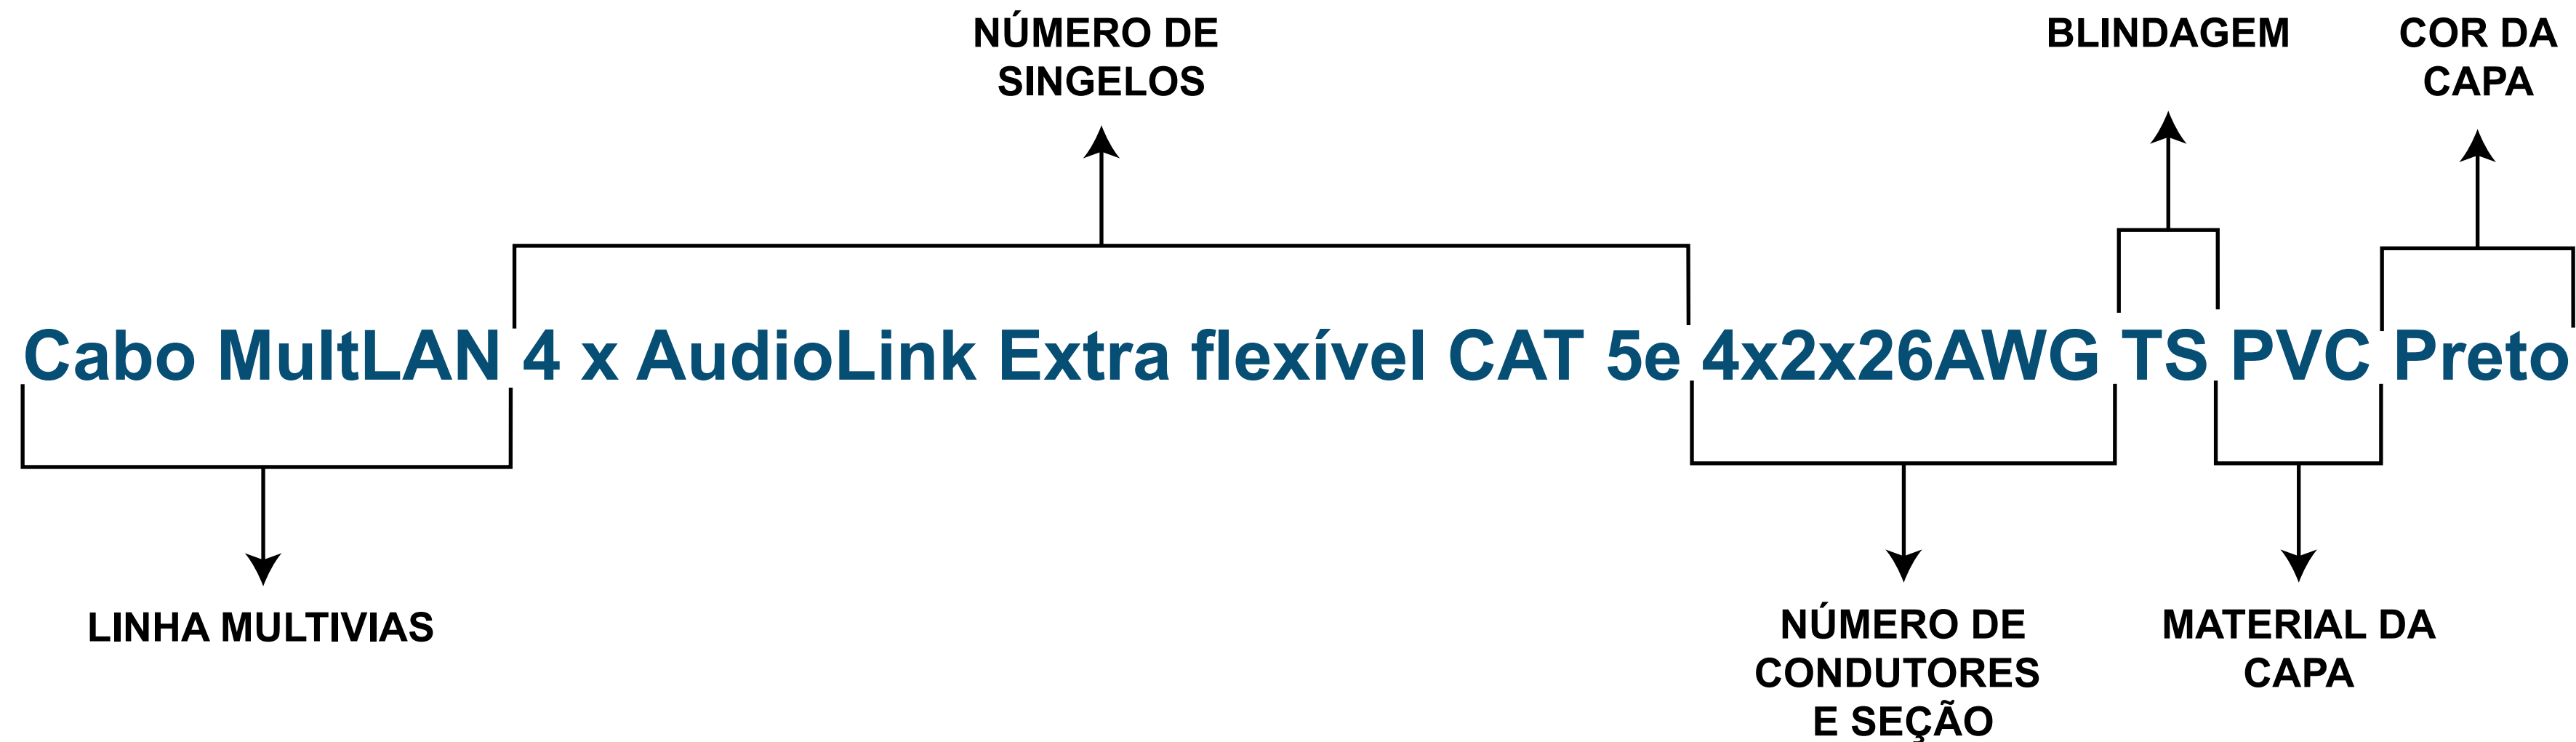 NÚMERO DE
SINGELOS
BLINDAGEM
COR DA
CAPA
Cabo MultLAN 4 x AudioLink Extra flexível CAT 5e 4x2x26AWG TS PVC Preto
LINHA MULTIVIAS
NÚMERO DE
CONDUTORES
E SEÇÃO
MATERIAL DA
CAPA